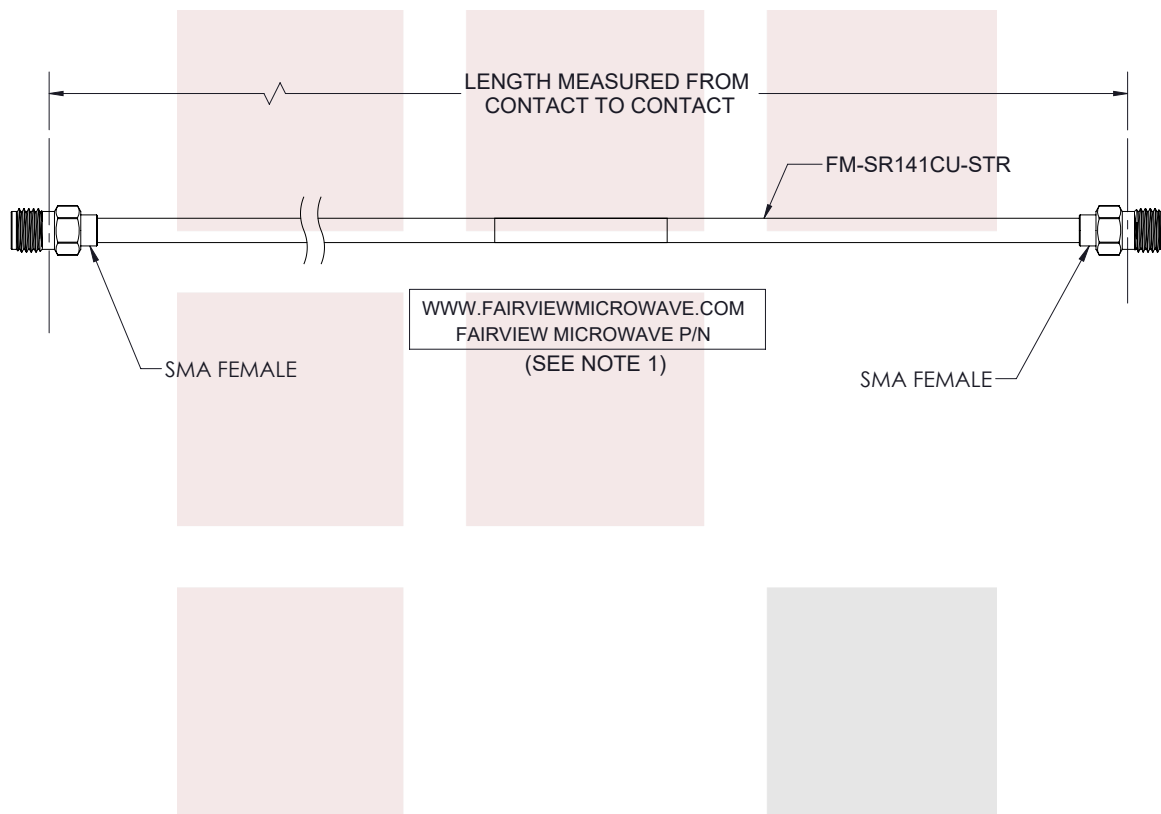 LENGTH MEASURED FROM
CONTACT TO CONTACT
FM-SR141CU-STR
WWW.FAIRVIEWMICROWAVE.COM
FAIRVIEW MICROWAVE P/N
(SEE NOTE 1)
SMA FEMALE
SMA FEMALE